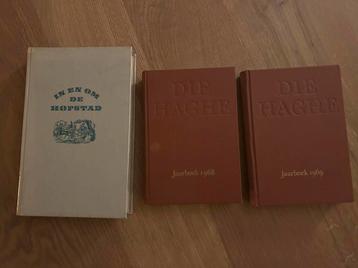 IN EN OM
DE
HOFSTAD
DIE
HAGHE
Jaarboek 1968
DIE
HAGHE
Jaarboek 1969